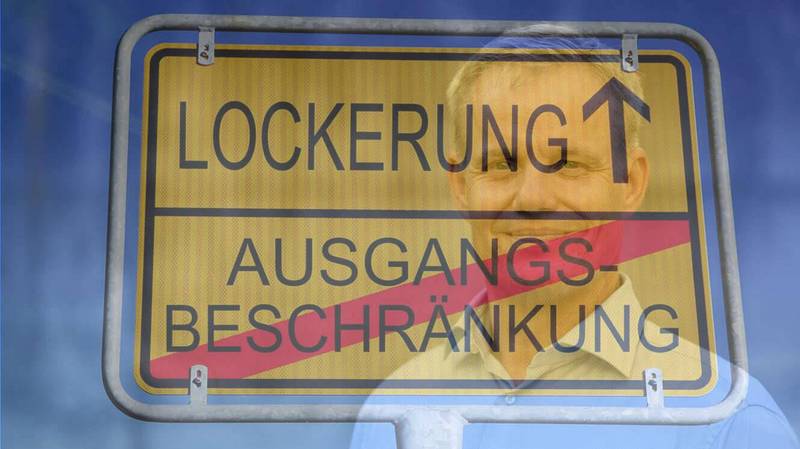 LOCKERUNG ↑
AUSGANGS-
BESCHRÄNKUNG